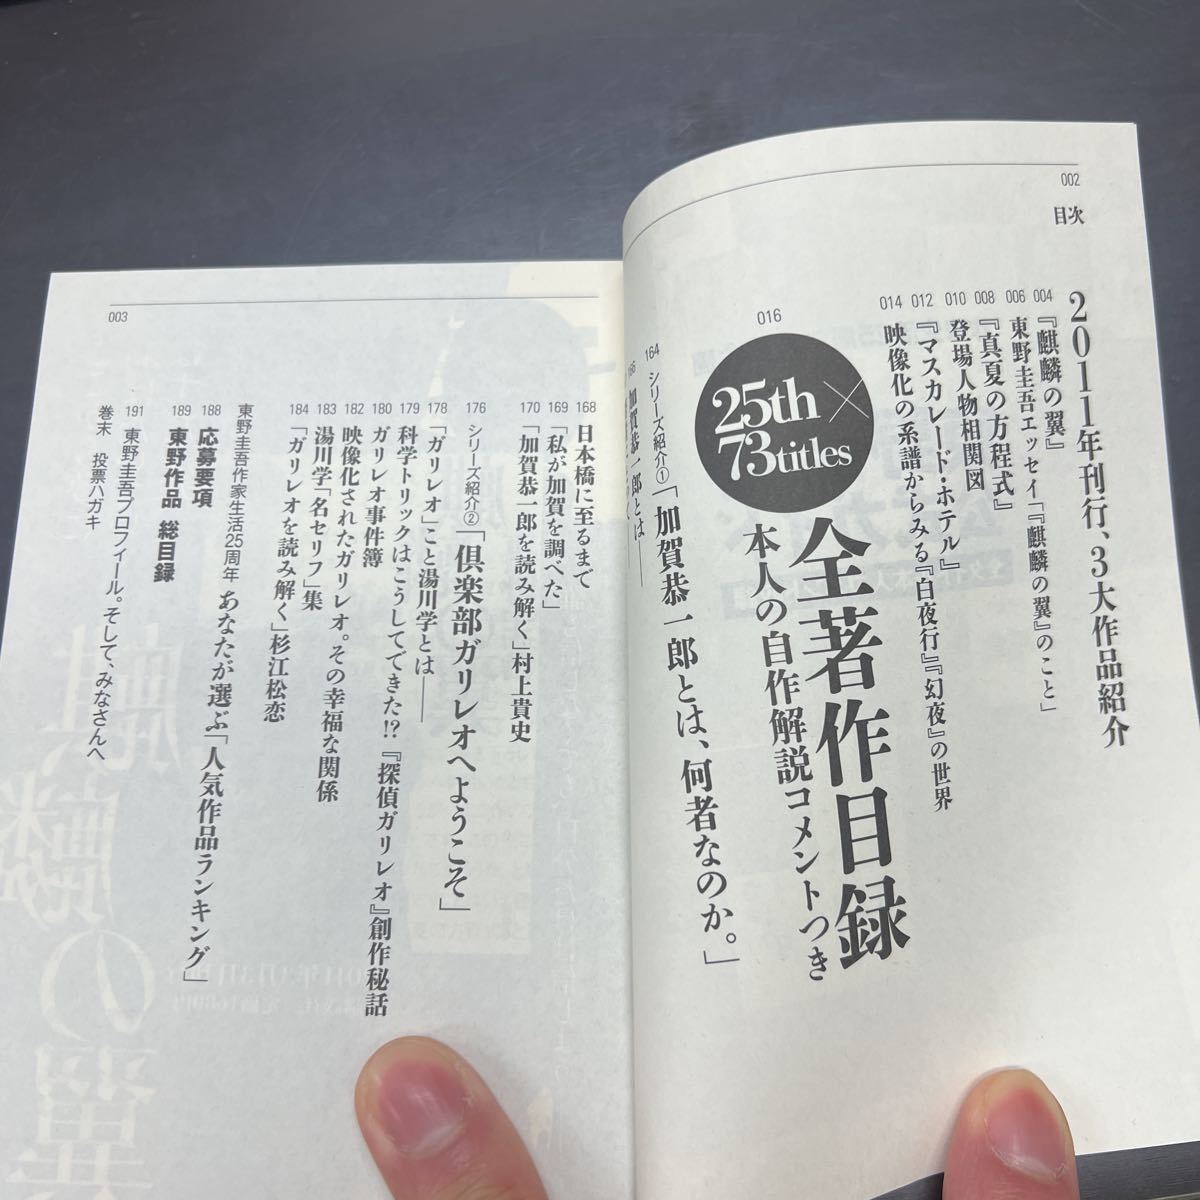 002
目次
2011年刊行、3大作品紹介
004 『麒麟の翼』
006 東野圭吾エッセイ「『麒麟の翼』のこと」
008 『真夏の方程式』
010 登場人物相関図
012 『マスカレード・ホテル』
014 映像化の系譜からみる『白夜行』『幻夜』の世界
016
25th×
73titles
全著作目録
本人の自作解説コメントつき
164 シリーズ紹介① 「加賀恭一郎とは、何者なのか。」
加賀恭一郎とは——
168 日本橋に至るまで
169 「私が加賀を調べた」
170 「加賀恭一郎を読み解く」村上貴史
176 シリーズ紹介② 「倶楽部ガリレオへようこそ」
178 「ガリレオ」こと湯川学とは——
179 科学トリックはこうしてできた!?『探偵ガリレオ』創作秘話
180 ガリレオ事件簿
182 映像化されたガリレオ。その幸福な関係
183 湯川学「名セリフ」集
184 「ガリレオを読み解く」杉江松恋
東野圭吾作家生活25周年 あなたが選ぶ「人気作品ランキング」
188 応募要項
189 東野作品 総目録
191 東野圭吾プロフィール。そして、みなさんへ
巻末 投票ハガキ
003